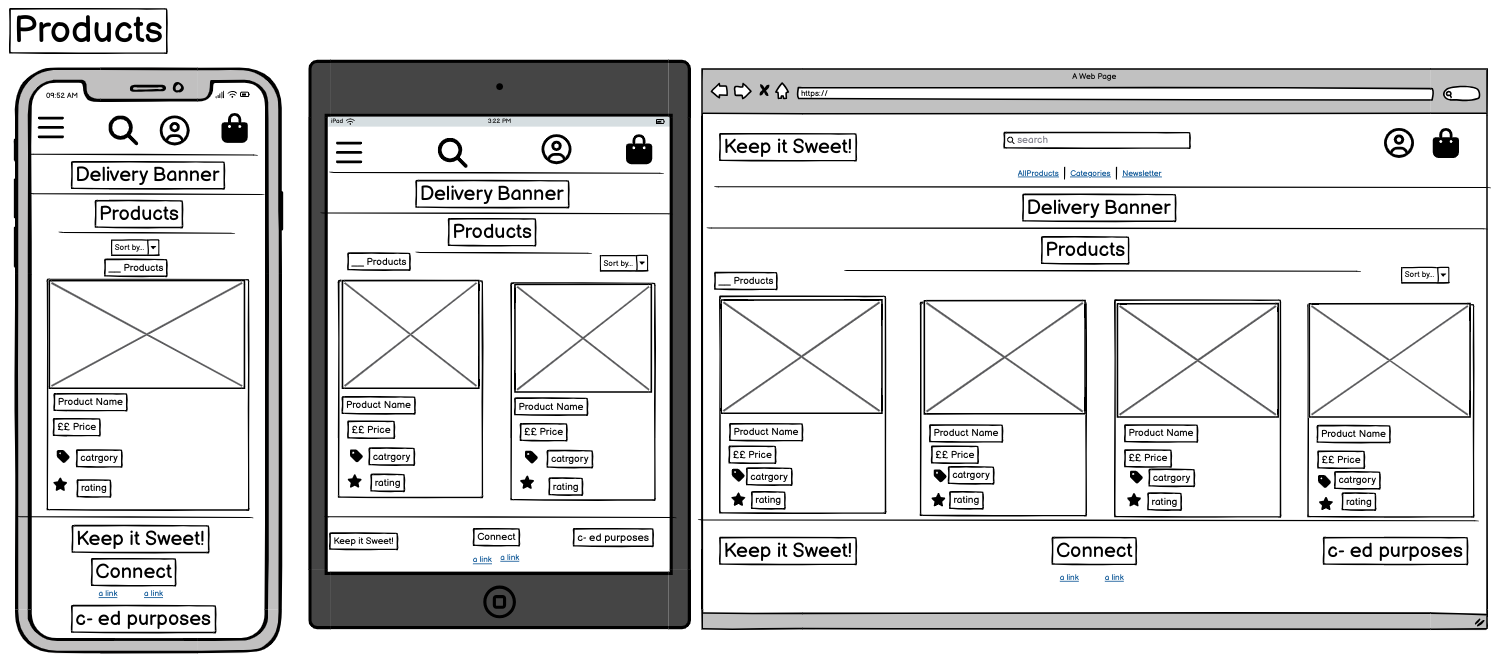 Products
09:52 AM
Delivery Banner
Products
Sort by...
__ Products
Product Name
££ Price
catrgory
rating
Keep it Sweet!
Connect
a link a link
c- ed purposes
iPad 3:22 PM
Delivery Banner
Products
__ Products Sort by...
Product Name Product Name
££ Price ££ Price
catrgory catrgory
rating rating
Keep it Sweet! Connect c- ed purposes
a link a link
A Web Page
https://
Keep it Sweet! search
AllProducts Categories Newsletter
Delivery Banner
Products
__ Products Sort by...
Product Name Product Name Product Name Product Name
££ Price ££ Price ££ Price ££ Price
catrgory catrgory catrgory catrgory
rating rating rating rating
Keep it Sweet! Connect c- ed purposes
a link a link